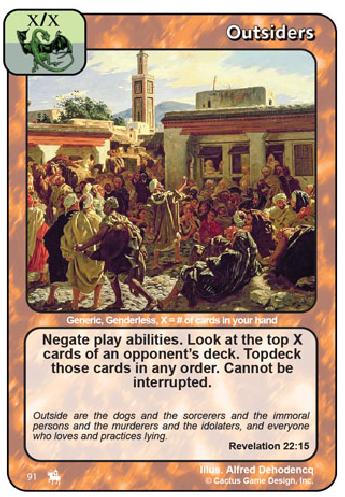 X/X
Outsiders
Generic, Genderless, X = # of cards in your hand
Negate play abilities. Look at the top X
cards of an opponent's deck. Topdeck
those cards in any order. Cannot be
interrupted.
Outside are the dogs and the sorcerers and the immoral
persons and the murderers and the idolaters, and everyone
who loves and practices lying.
Revelation 22:15
91
Illus. Alfred Dehodencq
© Cactus Game Design, Inc.